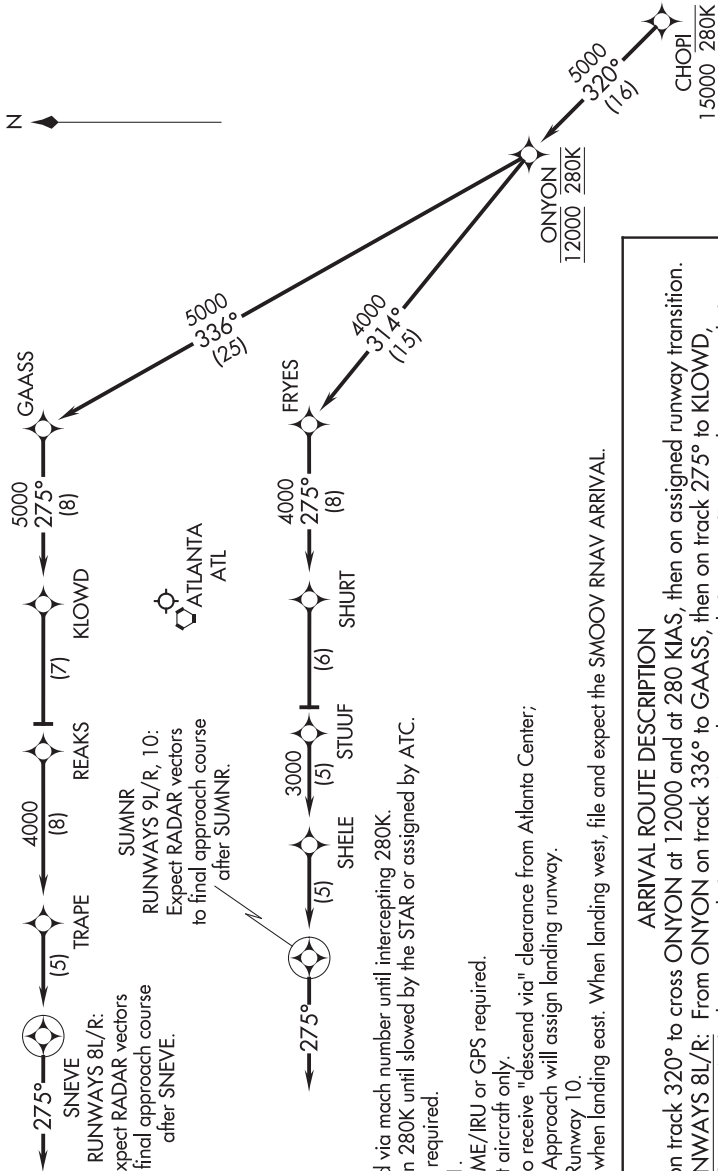 N
GAASS
5000
275°
(8)
KLOWD
(7)
REAKS
4000
(8)
TRAPE
(5)
275°
SNEVE
RUNWAYS 8L/R:
xpect RADAR vectors
final approach course
after SNEVE.
5000
336°
(25)
ATLANTA
ATL
SUMNR
RUNWAYS 9L/R, 10:
Expect RADAR vectors
to final approach course
after SUMNR.
FRYES
4000
275°
(8)
SHURT
(6)
STUUF
3000
(5)
SHELE
(5)
275°
4000
314°
(15)
ONYON
12000 280K
5000
320°
(16)
CHOPI
15000 280K
d via mach number until intercepting 280K.
n 280K until slowed by the STAR or assigned by ATC.
required.
ME/IRU or GPS required.
t aircraft only.
o receive "descend via" clearance from Atlanta Center;
Approach will assign landing runway.
Runway 10.
when landing east. When landing west, file and expect the SMOOV RNAV ARRIVAL.
ARRIVAL ROUTE DESCRIPTION
on track 320° to cross ONYON at 12000 and at 280 KIAS, then on assigned runway transition.
NWAYS 8L/R: From ONYON on track 336° to GAASS, then on track 275° to KLOWD,